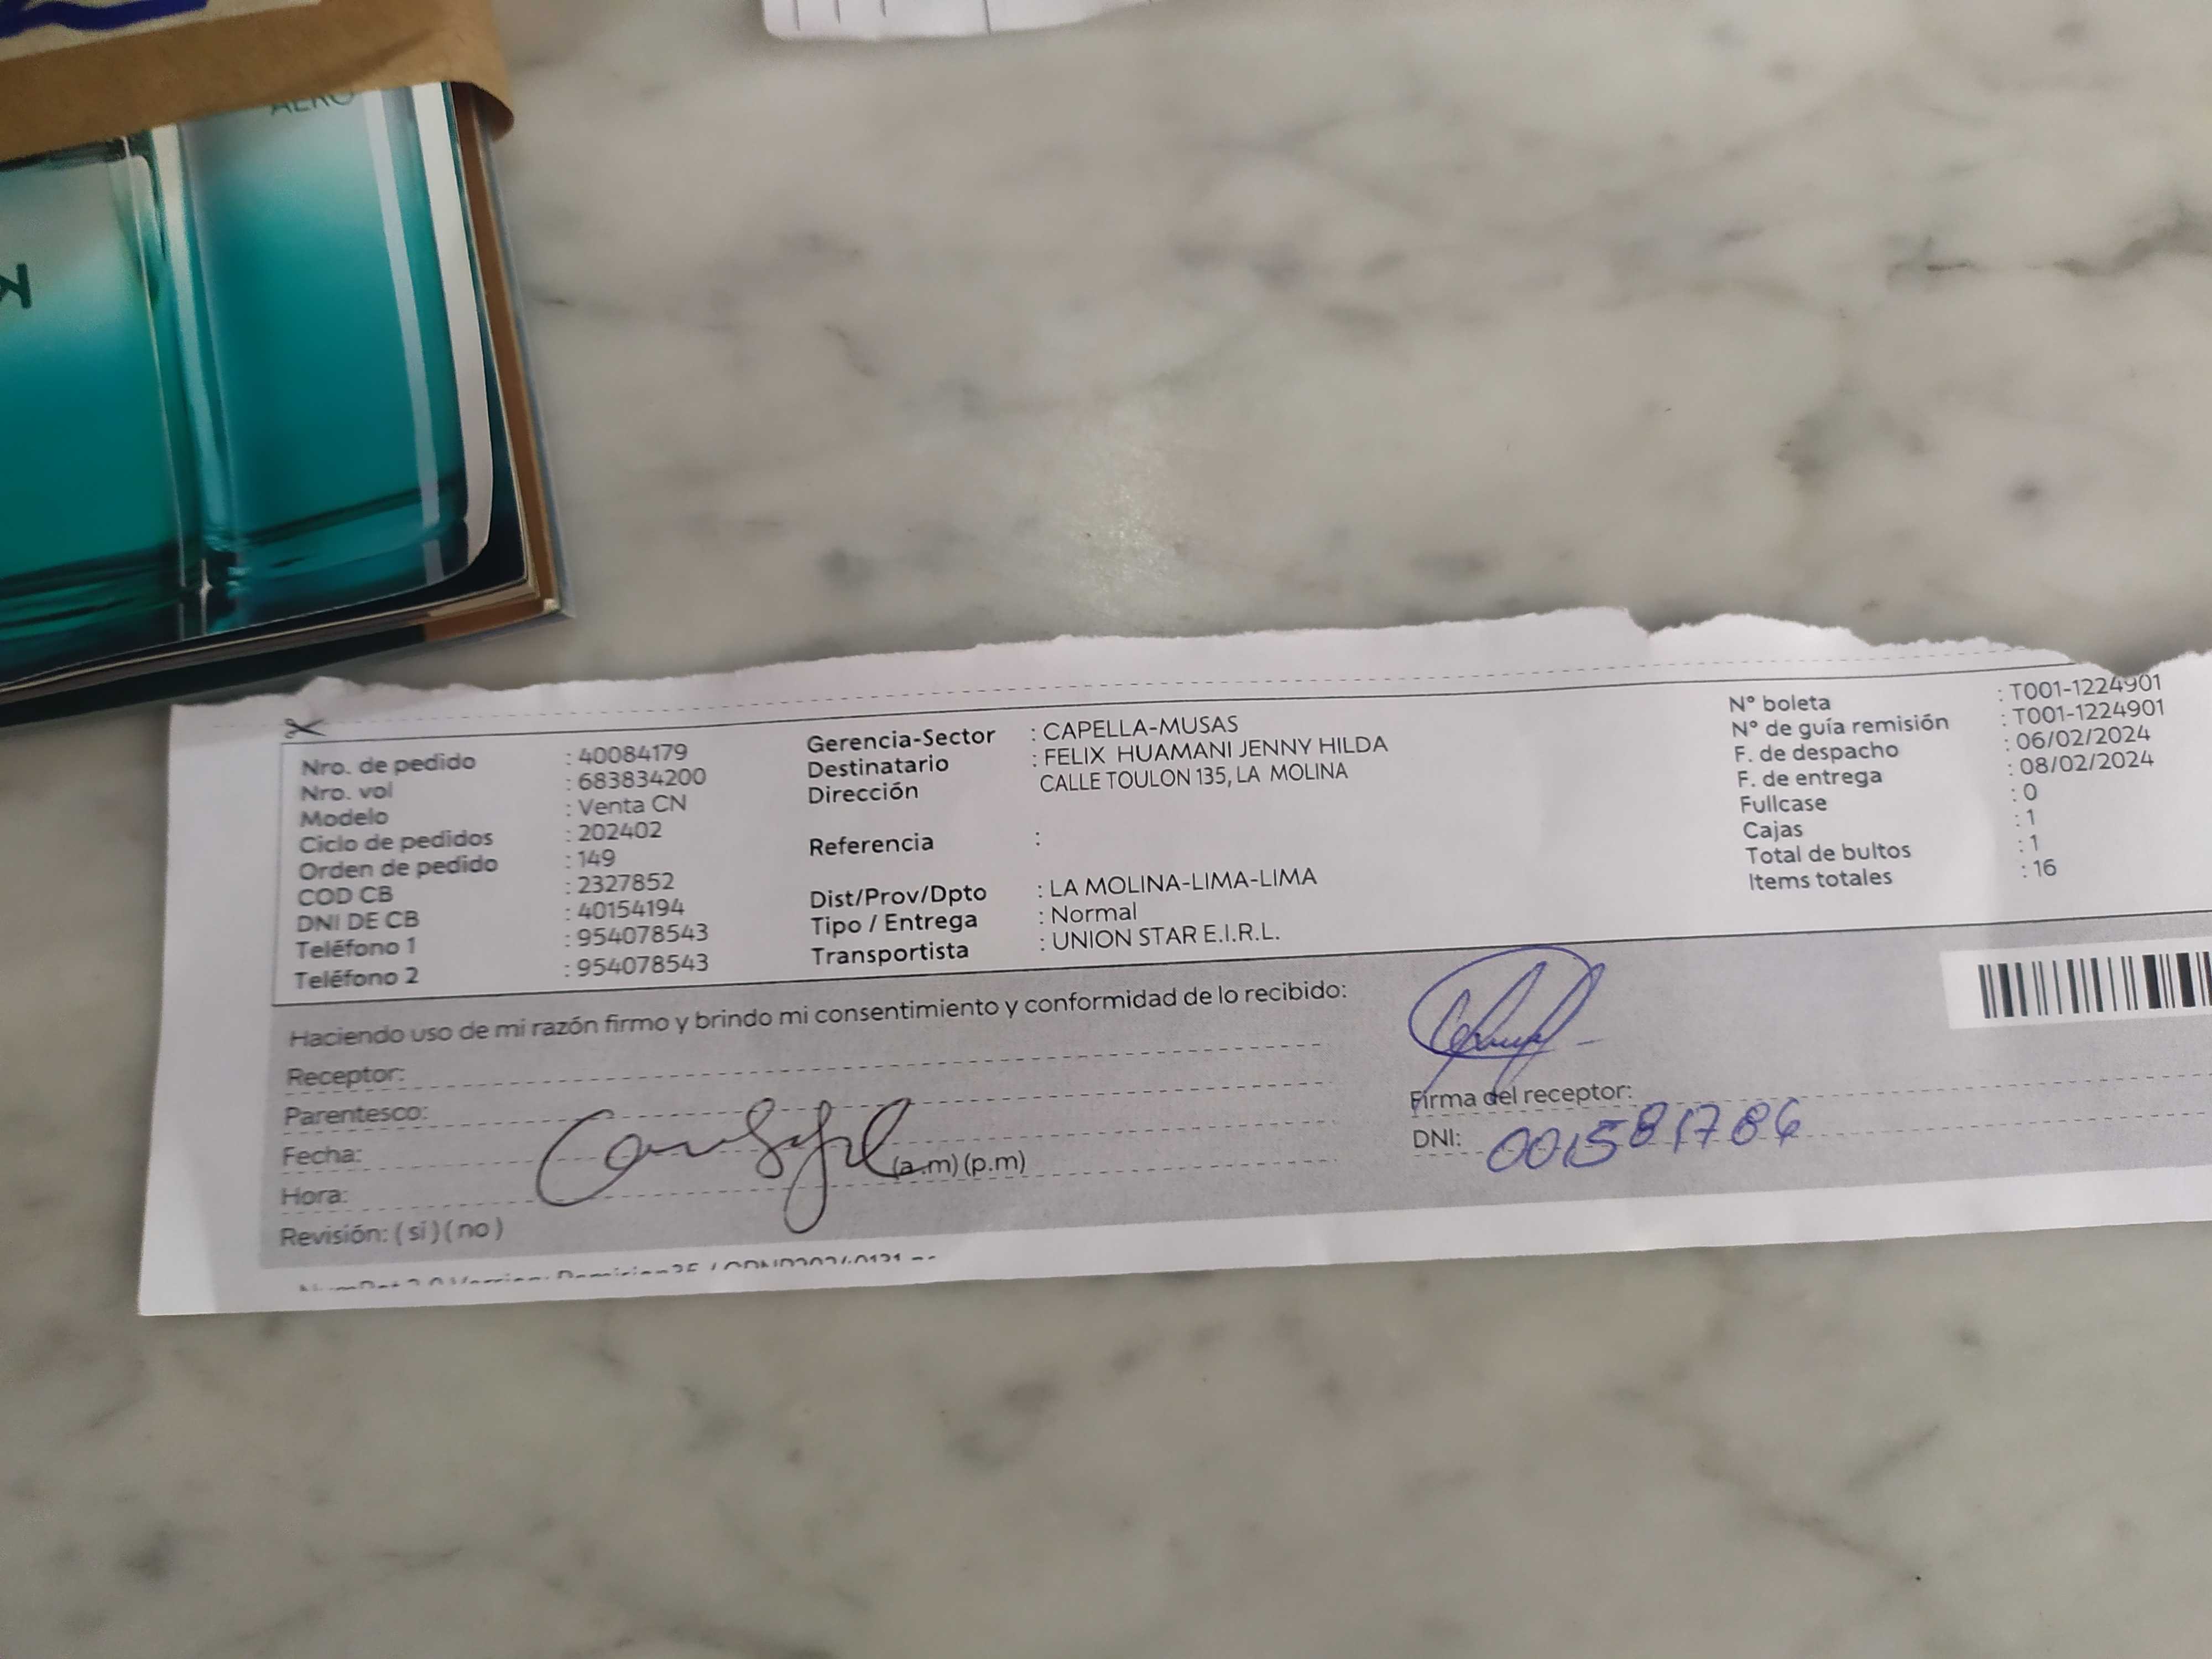 AERO
K
Nro. de pedido : 40084179
Nro. vol : 683834200
Modelo : Venta CN
Ciclo de pedidos : 202402
Orden de pedido : 149
COD CB : 2327852
DNI DE CB : 40154194
Teléfono 1 : 954078543
Teléfono 2 : 954078543
Gerencia-Sector : CAPELLA-MUSAS
Destinatario : FELIX HUAMANI JENNY HILDA
Dirección CALLE TOULON 135, LA MOLINA
Referencia :
Dist/Prov/Dpto : LA MOLINA-LIMA-LIMA
Tipo / Entrega : Normal
Transportista : UNION STAR E.I.R.L.
N° boleta : T001-1224901
N° de guía remisión : T001-1224901
F. de despacho : 06/02/2024
F. de entrega : 08/02/2024
Fullcase : 0
Cajas : 1
Total de bultos : 1
Items totales : 16
Haciendo uso de mi razón firmo y brindo mi consentimiento y conformidad de lo recibido:
Receptor:
Parentesco:
Fecha:
Hora: (a.m) (p.m)
Revisión: ( si ) ( no )
Firma del receptor:
DNI: 001581786